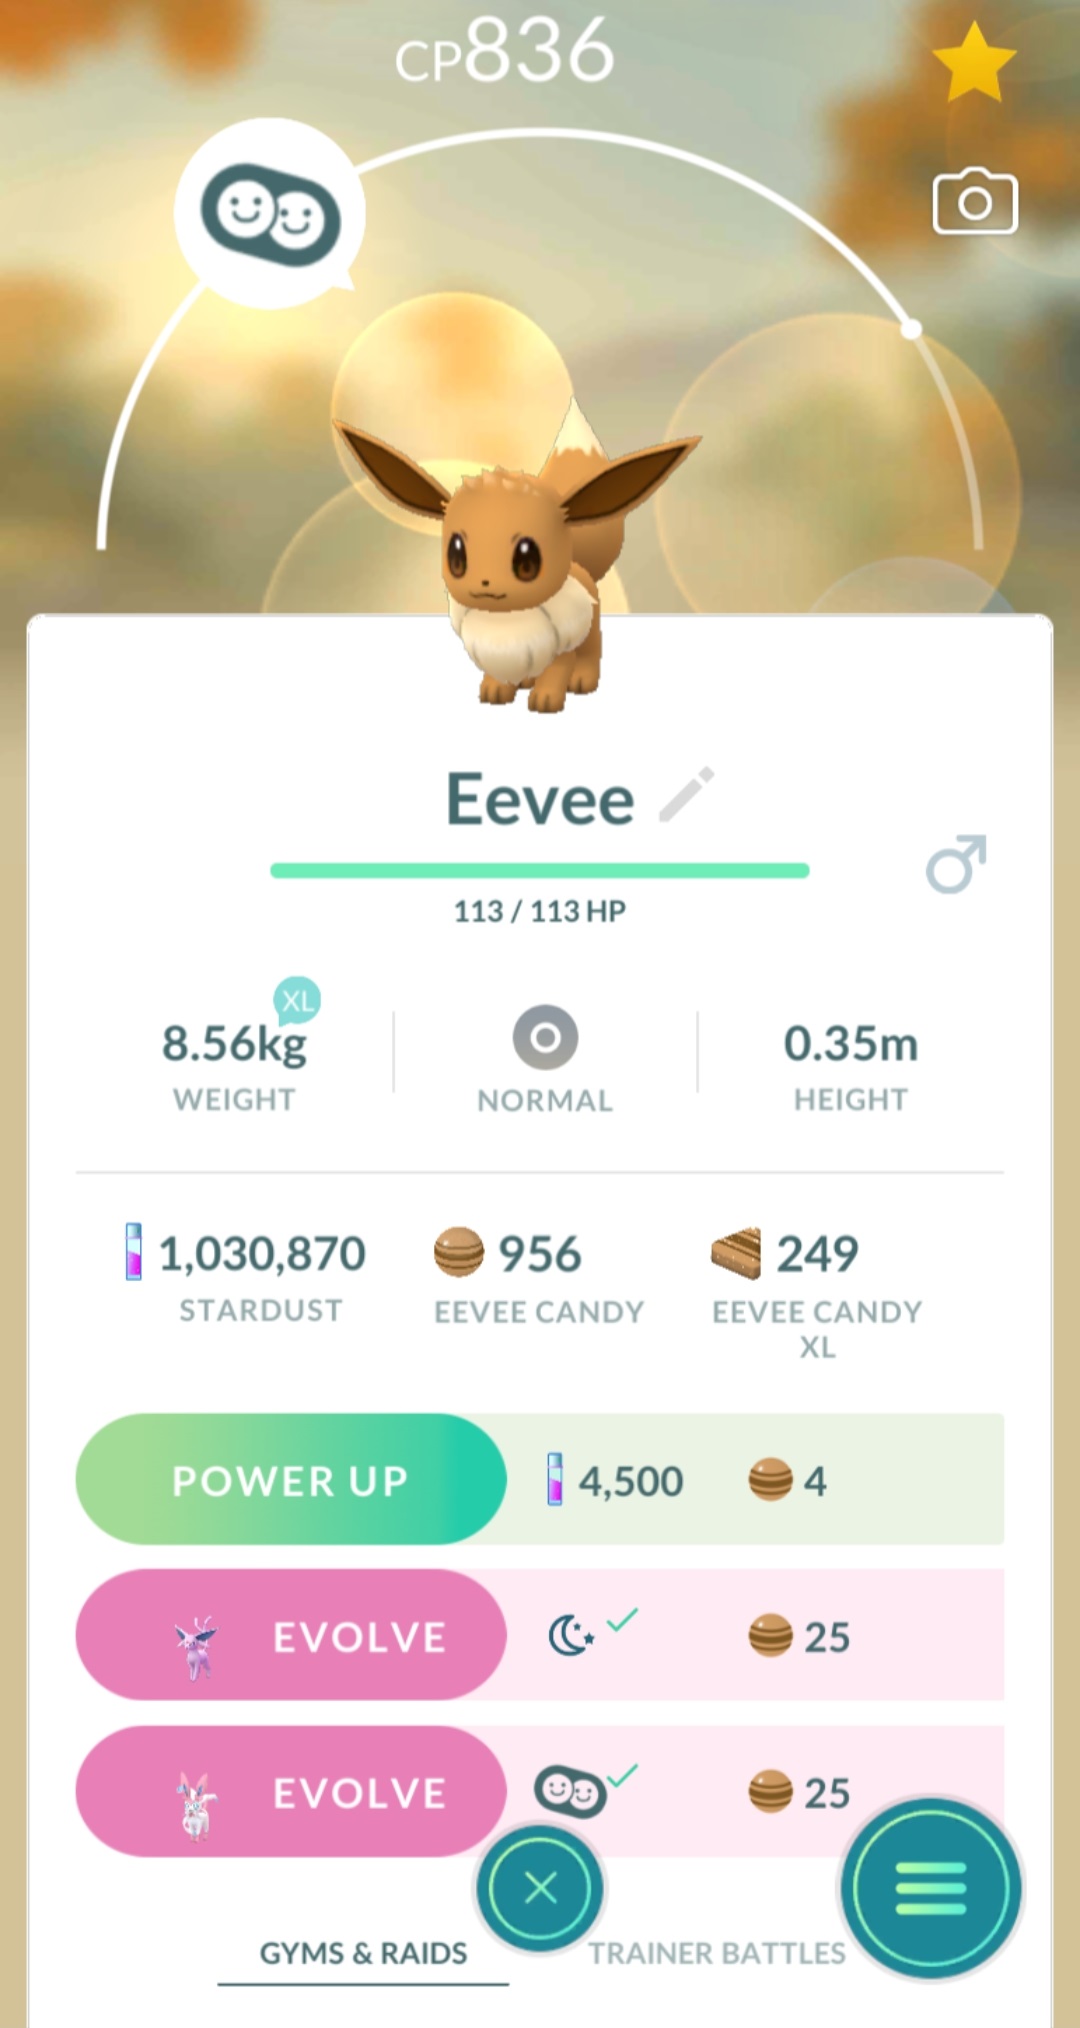 CP836
Eevee
113 / 113 HP
XL
8.56kg
WEIGHT
NORMAL
0.35m
HEIGHT
1,030,870
STARDUST
956
EEVEE CANDY
249
EEVEE CANDY
XL
POWER UP 4,500 4
EVOLVE 25
EVOLVE 25
GYMS & RAIDS TRAINER BATTLES